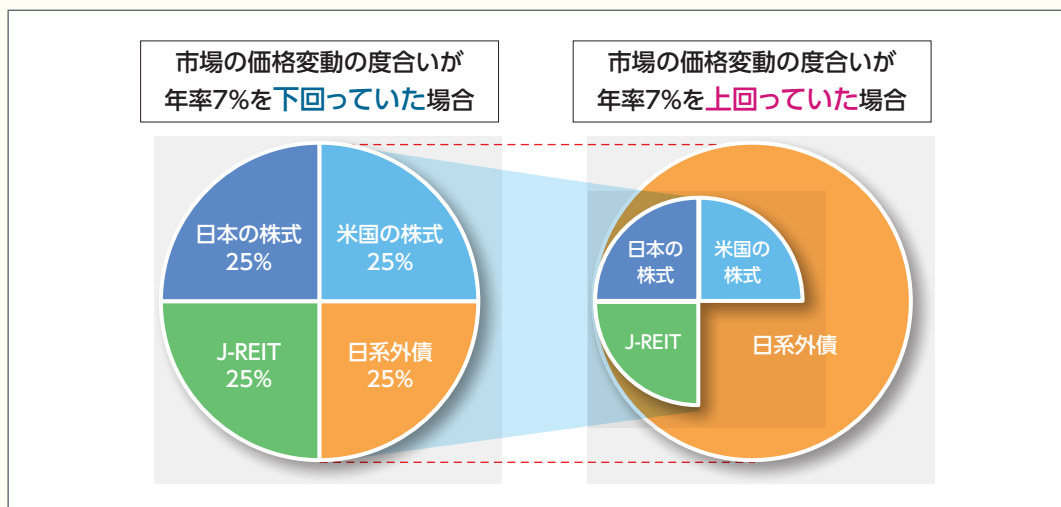 市場の価格変動の度合いが
年率7%を下回っていた場合
市場の価格変動の度合いが
年率7%を上回っていた場合
日本の株式
25%
米国の株式
25%
J-REIT
25%
日系外債
25%
日本の
株式
米国の
株式
J-REIT
日系外債